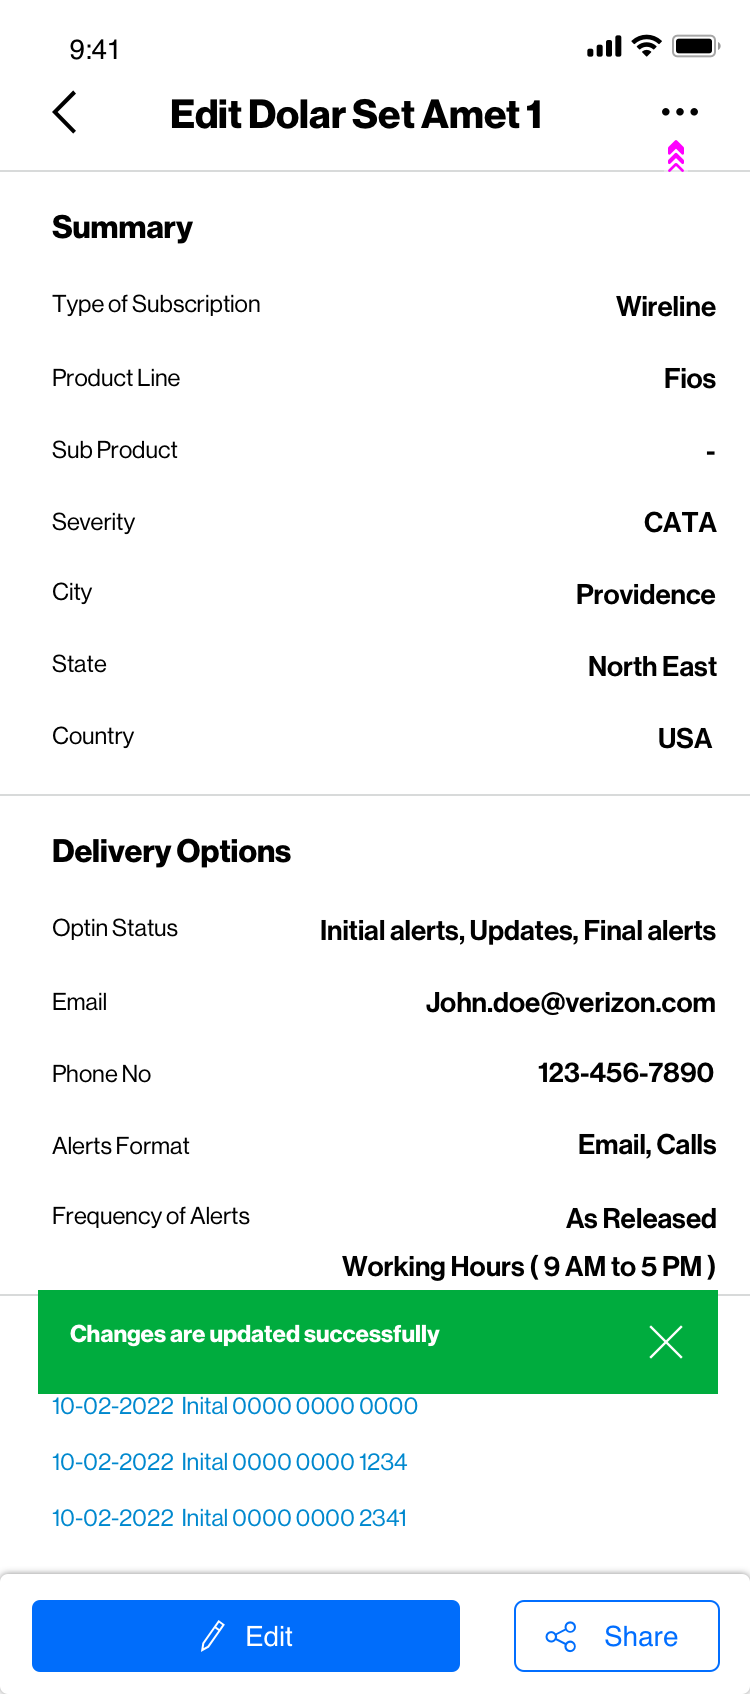 9:41
Edit Dolar Set Amet 1
Summary
Type of Subscription Wireline
Product Line Fios
Sub Product -
Severity CATA
City Providence
State North East
Country USA
Delivery Options
Optin Status Initial alerts, Updates, Final alerts
Email John.doe@verizon.com
Phone No 123-456-7890
Alerts Format Email, Calls
Frequency of Alerts As Released
Working Hours ( 9 AM to 5 PM )
Changes are updated successfully
10-02-2022 Inital 0000 0000 0000
10-02-2022 Inital 0000 0000 1234
10-02-2022 Inital 0000 0000 2341
Edit Share